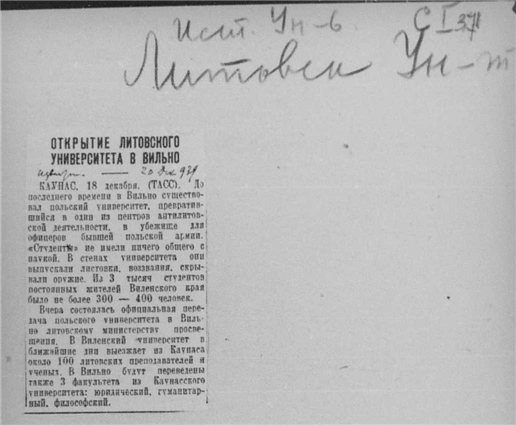 Ист. Ун-в. С I 37
Литовск Ун-т
ОТКРЫТИЕ ЛИТОВСКОГО
УНИВЕРСИТЕТА В ВИЛЬНО
20 Дек 939
КАУНАС, 18 декабря. (ТАСС). До
последнего времени в Вильно существо-
вал польский университет, превратив-
шийся в один из центров антилитов-
ской деятельности, в убежище для
офицеров бывшей польской армии.
«Студенты» не имели ничего общего с
наукой. В стенах университета они
выпускали листовки, воззвания, скры-
вали оружие. Из 3 тысяч студентов
постоянных жителей Виленского края
было не более 300 — 400 человек.
Вчера состоялась официальная пере-
дача польского университета в Виль-
но литовскому министерству просве-
щения. В Виленский университет в
ближайшие дни выезжает из Каунаса
около 100 литовских преподавателей и
ученых. В Вильно будут переведены
также 3 факультета из Каунасского
университета: юридический, гуманитар-
ный, философский.